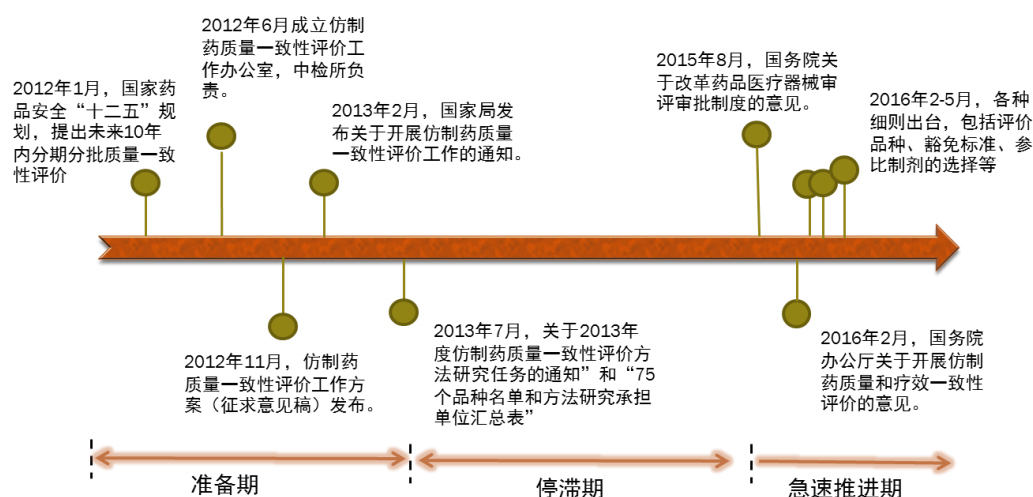 2012年1月，国家药
品安全“十二五”规
划，提出未来10年
内分期分批质量一致
性评价
2012年6月成立仿制
药质量一致性评价工
作办公室，中检所负
责。
2013年2月，国家局发
布关于开展仿制药质量
一致性评价工作的通知。
2015年8月，国务院关
于改革药品医疗器械审
评审批制度的意见。
2016年2-5月，各种
细则出台，包括评价
品种、豁免标准、参
比制剂的选择等
2012年11月，仿制药
质量一致性评价工作方
案（征求意见稿）发布。
2013年7月，关于2013年
度仿制药质量一致性评价方
法研究任务的通知”和“75
个品种名单和方法研究承担
单位汇总表”
2016年2月，国务院
办公厅关于开展仿制
药质量和疗效一致性
评价的意见。
准备期
停滞期
急速推进期